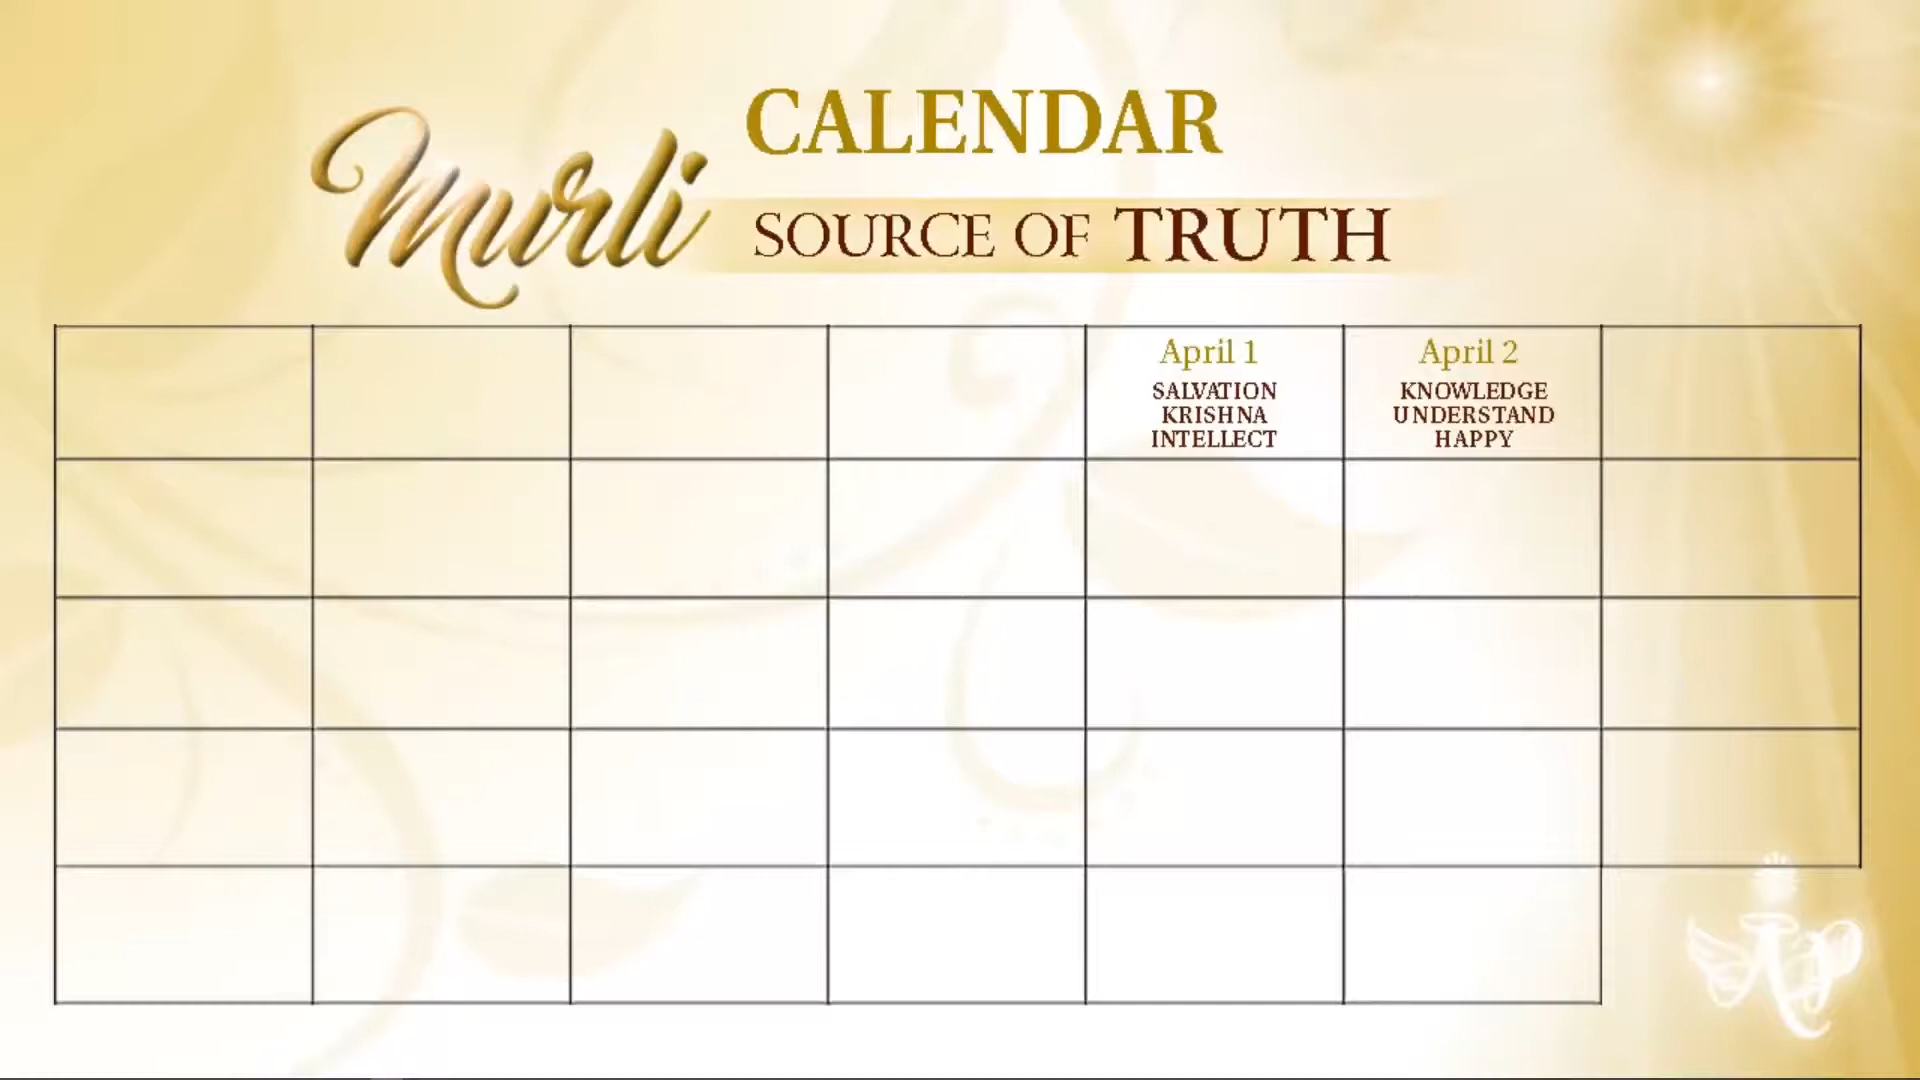 Murli
CALENDAR
SOURCE OF TRUTH
April 1
SALVATION
KRISHNA
INTELLECT
April 2
KNOWLEDGE
UNDERSTAND
HAPPY